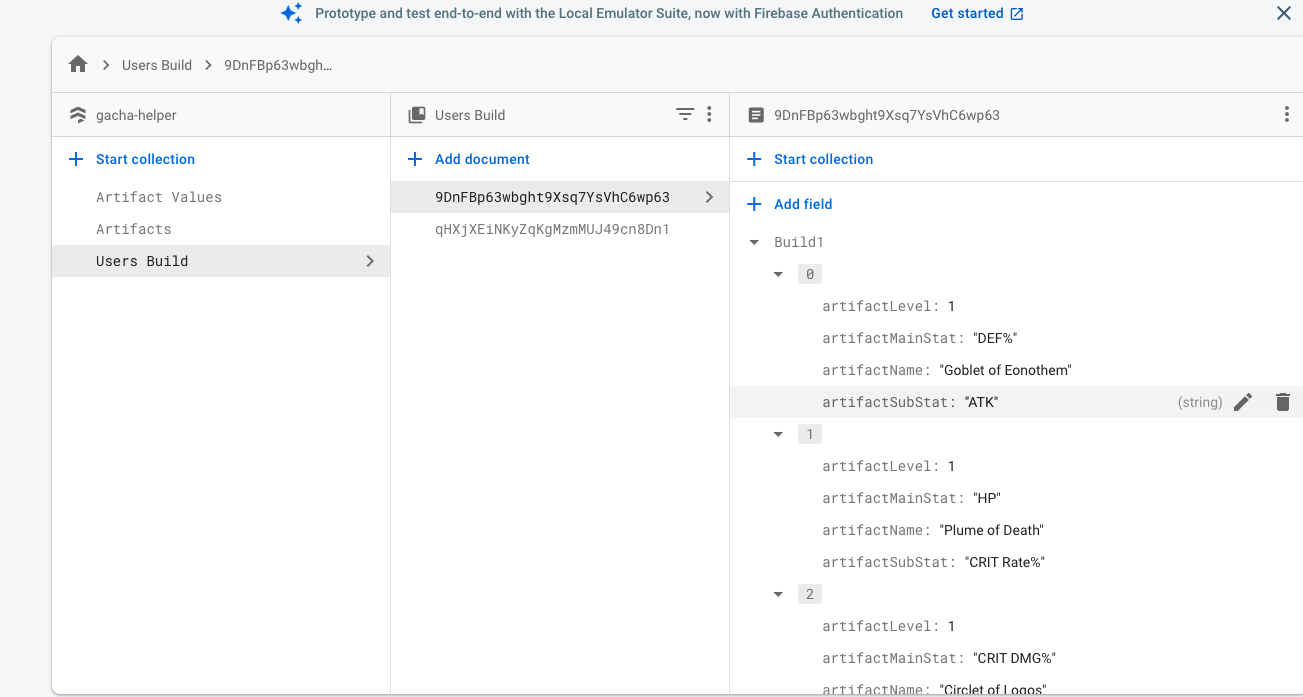 Prototype and test end-to-end with the Local Emulator Suite, now with Firebase Authentication Get started
Users Build 9DnFBp63wbgh...
gacha-helper
Start collection
Artifact Values
Artifacts
Users Build
Users Build
Add document
9DnFBp63wbght9Xsq7YsVhC6wp63
qHXjXEiNKyZqKgMzmMUJ49cn8Dn1
9DnFBp63wbght9Xsq7YsVhC6wp63
Start collection
Add field
Build1
0
artifactLevel: 1
artifactMainStat: "DEF%"
artifactName: "Goblet of Eonothem"
artifactSubStat: "ATK" (string)
1
artifactLevel: 1
artifactMainStat: "HP"
artifactName: "Plume of Death"
artifactSubStat: "CRIT Rate%"
2
artifactLevel: 1
artifactMainStat: "CRIT DMG%"
artifactName: "Circlet of Logos"